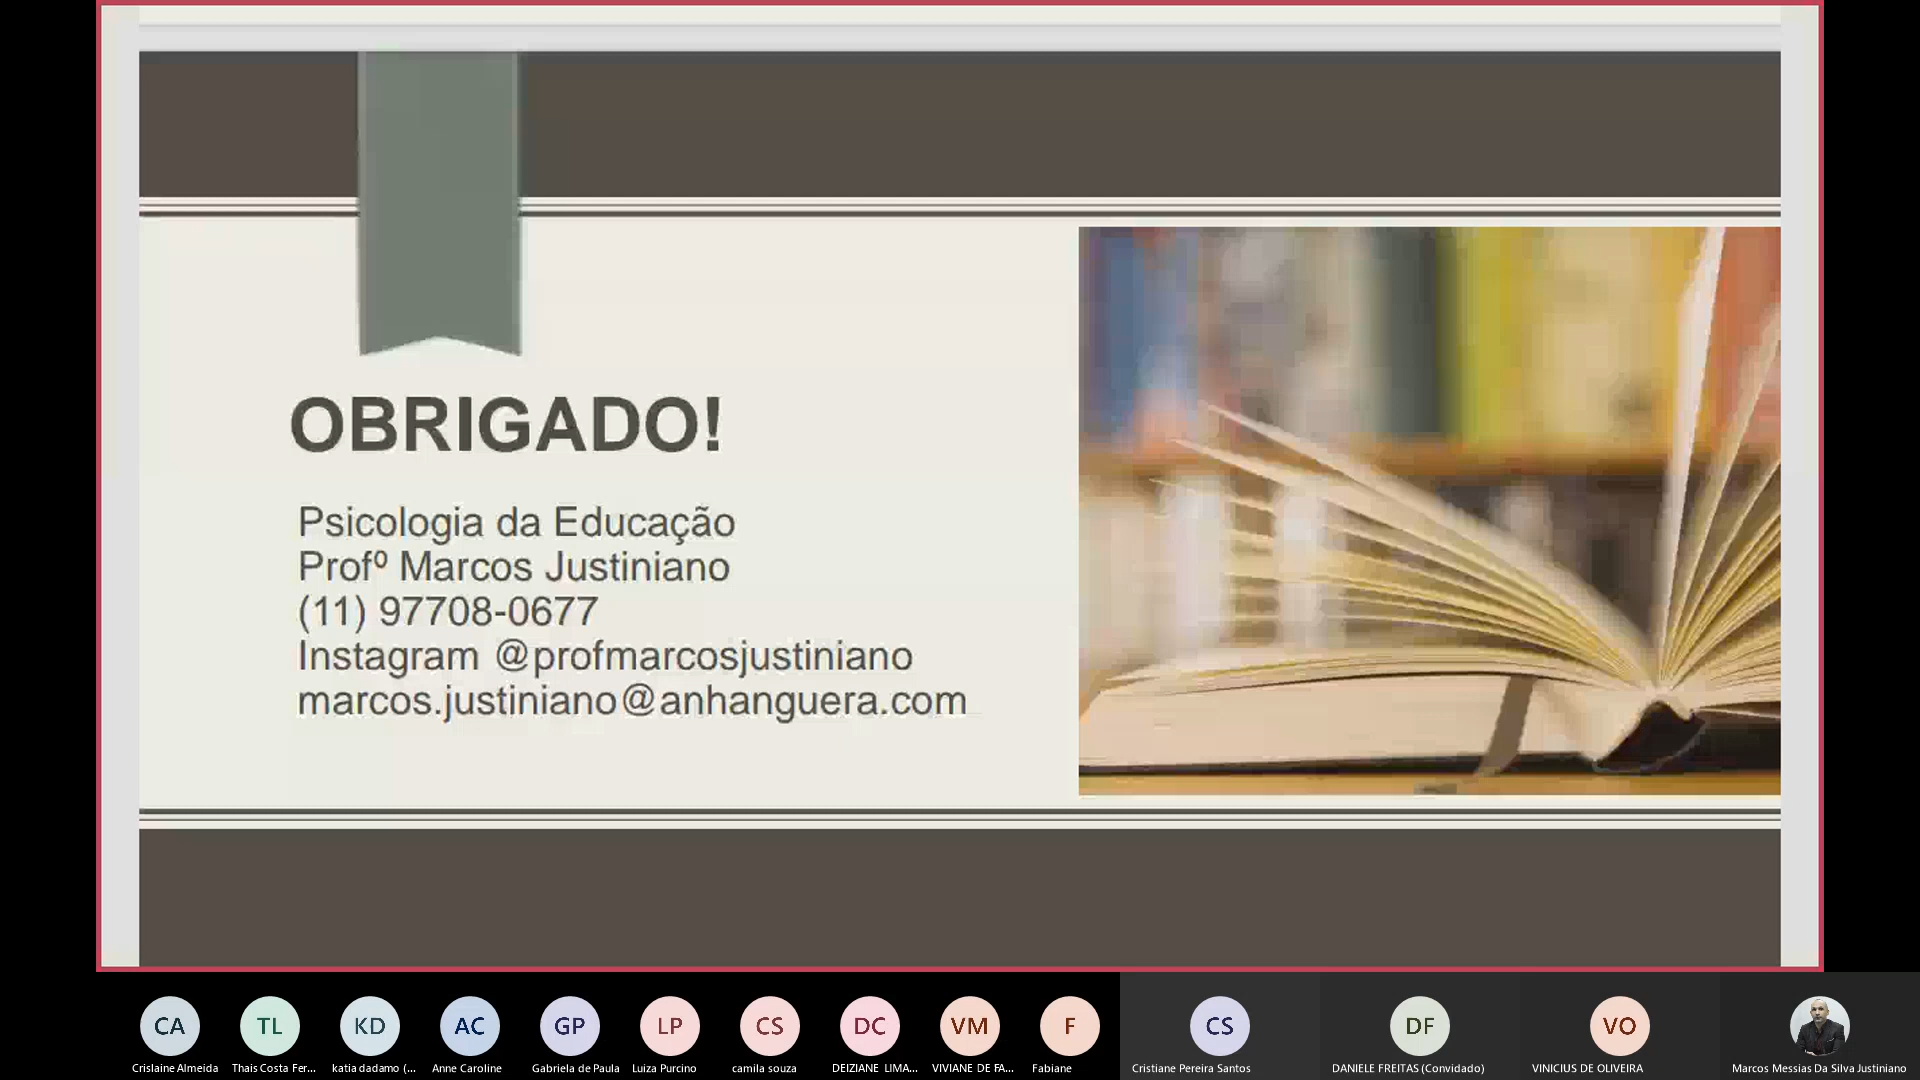 OBRIGADO!
Psicologia da Educação
Profº Marcos Justiniano
(11) 97708-0677
Instagram @profmarcosjustiniano
marcos.justiniano@anhanguera.com
CA
TL
KD
AC
GP
LP
CS
DC
VM
F
CS
DF
VO
Crislaine Almeida
Thais Costa Fer...
katia dadamo (...
Anne Caroline
Gabriela de Paula
Luiza Purcino
camila souza
DEIZIANE LIMA...
VIVIANE DE FA...
Fabiane
Cristiane Pereira Santos
DANIELE FREITAS (Convidado)
VINICIUS DE OLIVEIRA
Marcos Messias Da Silva Justiniano